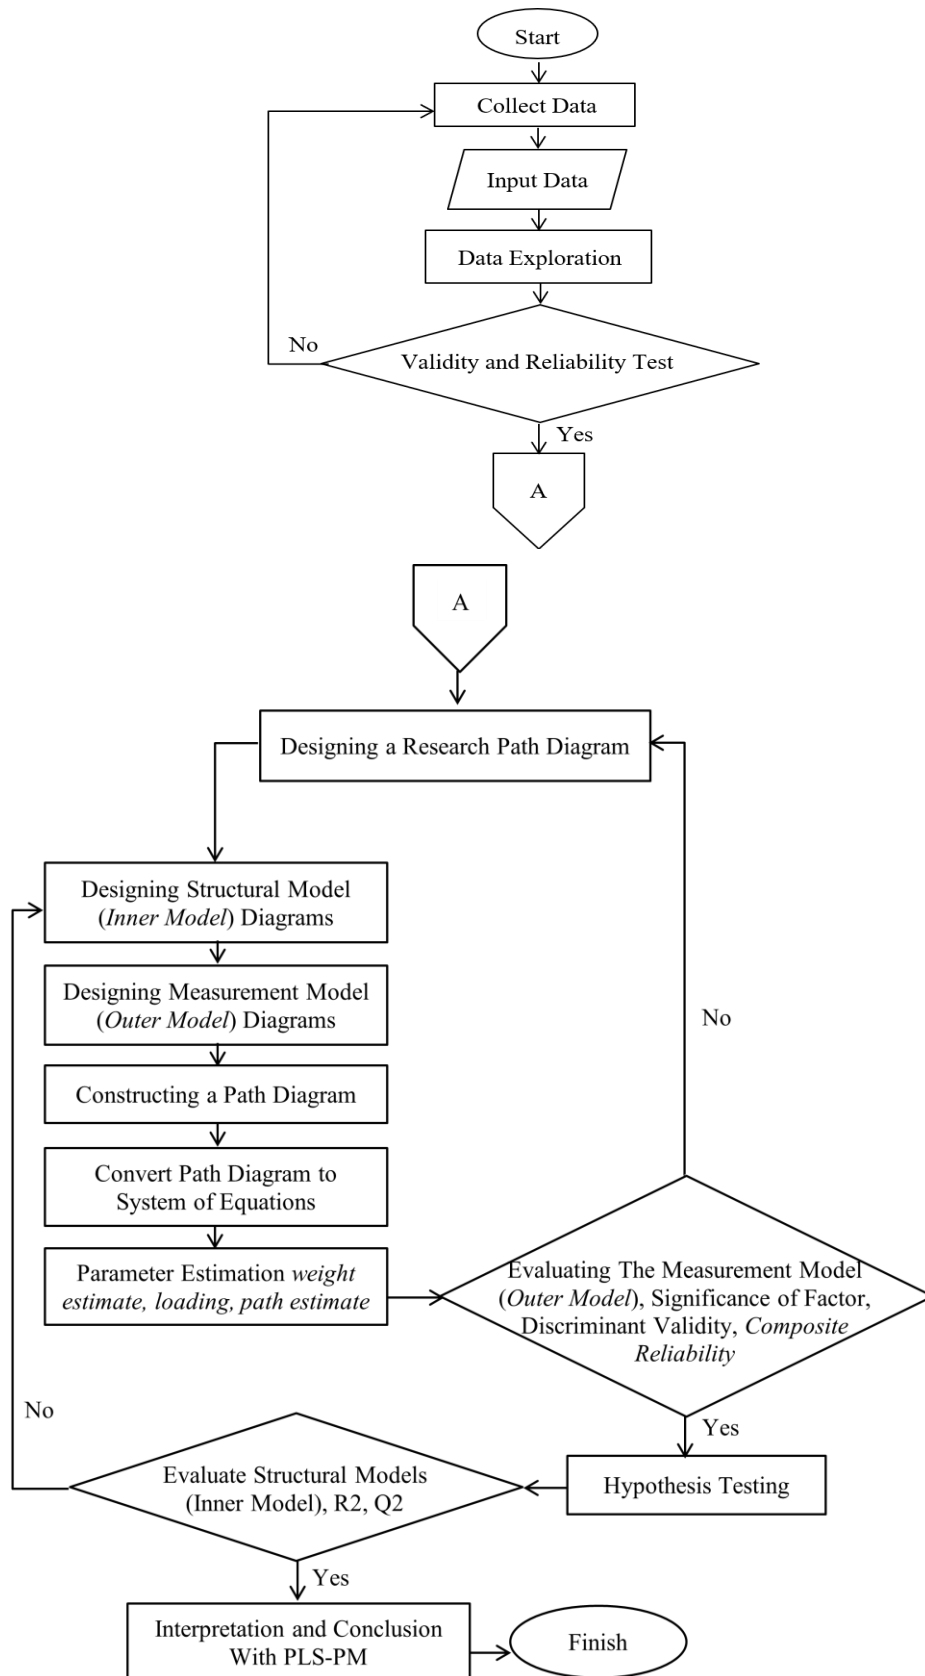 Start
Collect Data
Input Data
Data Exploration
No
Validity and Reliability Test
Yes
A
A
Designing a Research Path Diagram
Designing Structural Model
(Inner Model) Diagrams
Designing Measurement Model
(Outer Model) Diagrams
No
Constructing a Path Diagram
Convert Path Diagram to
System of Equations
Parameter Estimation weight
estimate, loading, path estimate
Evaluating The Measurement Model
(Outer Model), Significance of Factor,
Discriminant Validity, Composite
Reliability
No
Yes
Evaluate Structural Models
(Inner Model), R2, Q2
Hypothesis Testing
Yes
Interpretation and Conclusion
With PLS-PM
Finish